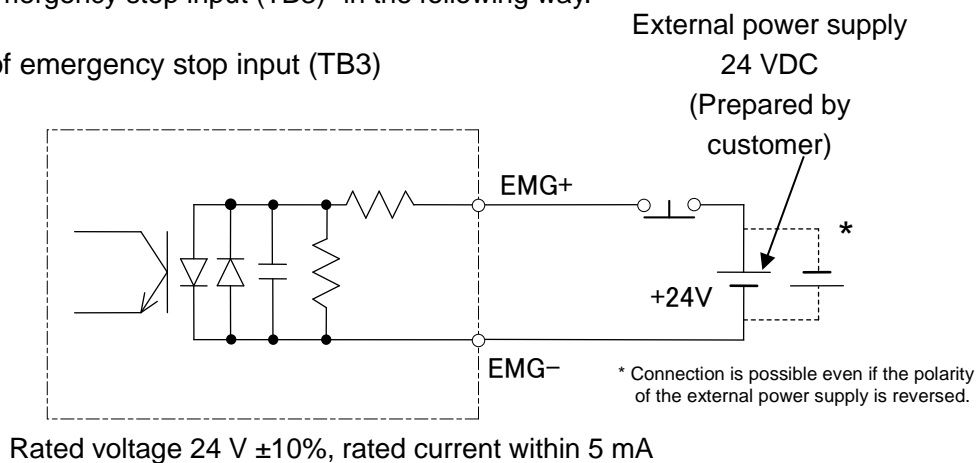 emergency stop input (TB3)" in the following way.
External power supply
24 VDC
(Prepared by
customer)
of emergency stop input (TB3)
EMG+
*
+24V
EMG−
* Connection is possible even if the polarity
of the external power supply is reversed.
Rated voltage 24 V ±10%, rated current within 5 mA